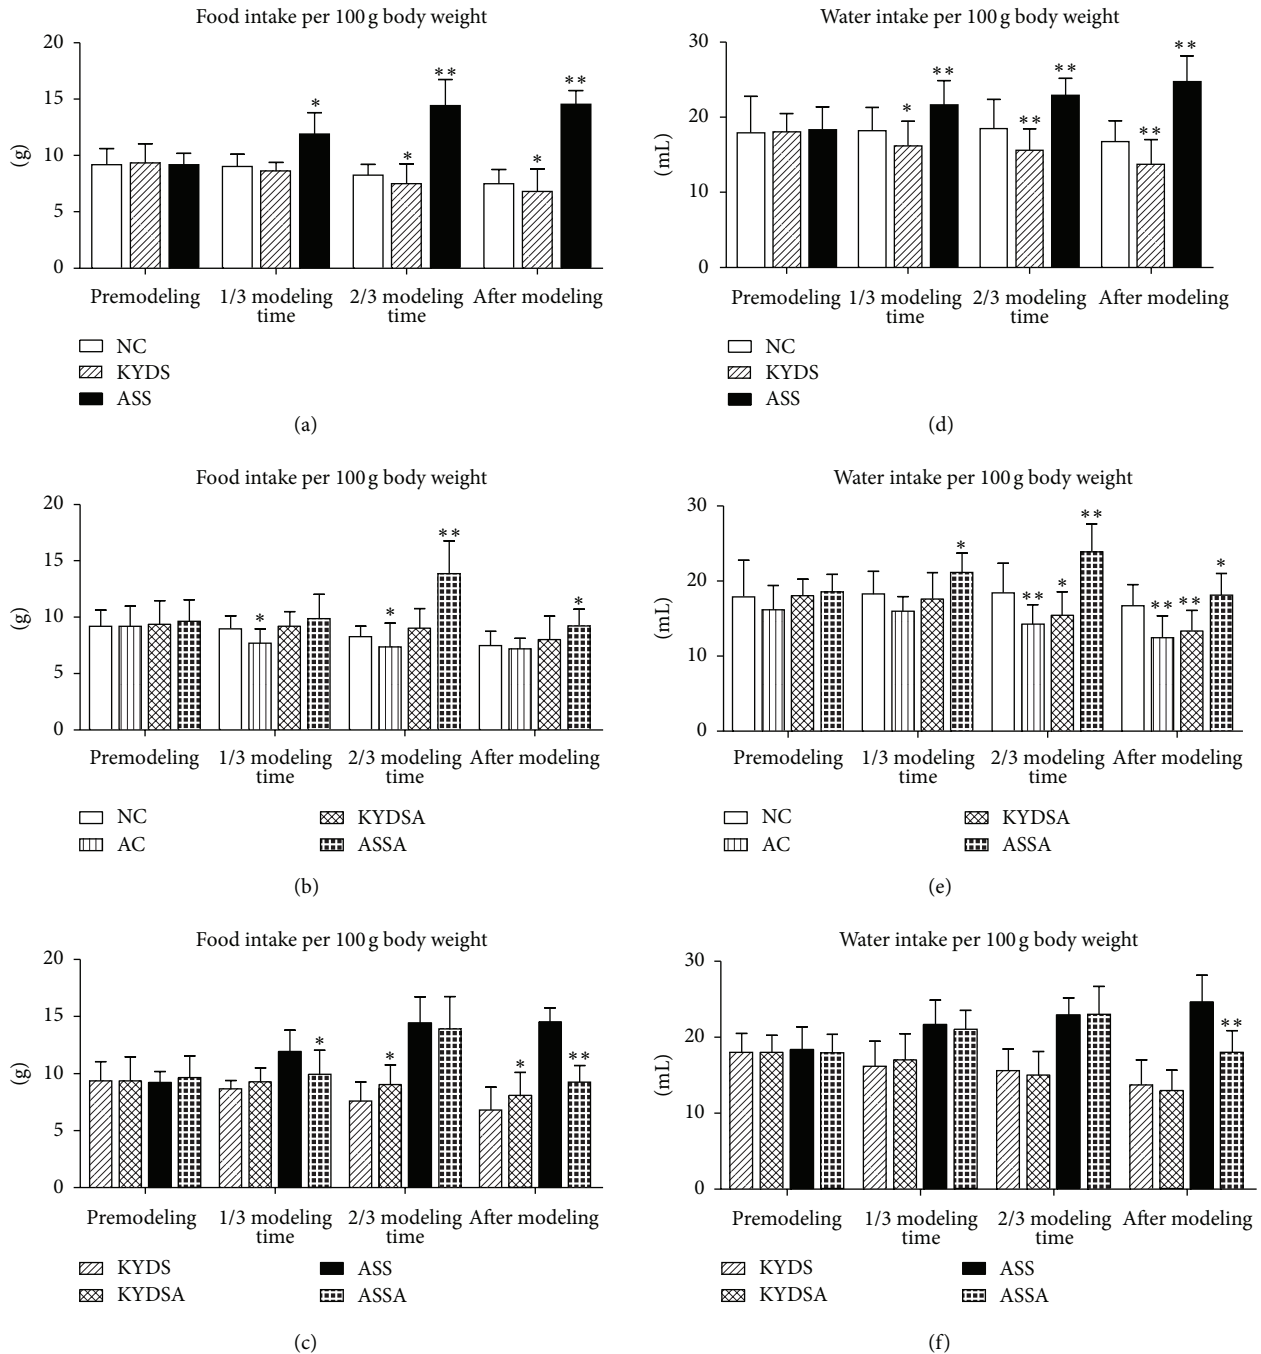 Food intake per 100 g body weight
20
15
10
5
0
(g)
* ** * ** *
Premodeling 1/3 modeling time 2/3 modeling time After modeling
NC
KYDS
ASS
(a)
Water intake per 100 g body weight
30
20
10
0
(mL)
* ** ** ** ** **
Premodeling 1/3 modeling time 2/3 modeling time After modeling
NC
KYDS
ASS
(d)
Food intake per 100 g body weight
20
15
10
5
0
(g)
* * ** *
Premodeling 1/3 modeling time 2/3 modeling time After modeling
NC
AC
KYDSA
ASSA
(b)
Water intake per 100 g body weight
30
20
10
0
(mL)
* ** * ** ** ** *
Premodeling 1/3 modeling time 2/3 modeling time After modeling
NC
AC
KYDSA
ASSA
(e)
Food intake per 100 g body weight
20
15
10
5
0
(g)
* * * **
Premodeling 1/3 modeling time 2/3 modeling time After modeling
KYDS
KYDSA
ASS
ASSA
(c)
Water intake per 100 g body weight
30
20
10
0
(mL)
**
Premodeling 1/3 modeling time 2/3 modeling time After modeling
KYDS
KYDSA
ASS
ASSA
(f)